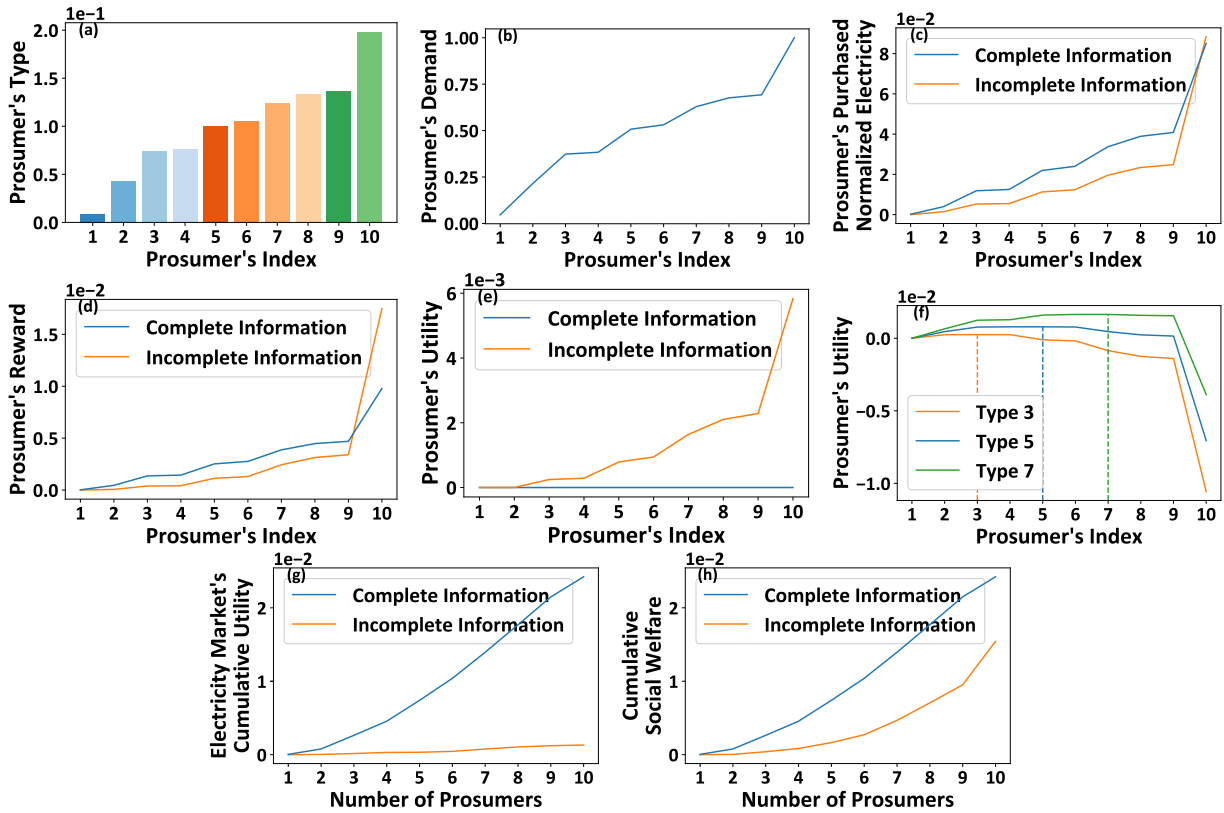 1e−1
(a)
Prosumer's Type
2.0
1.5
1.0
0.5
0.0
1 2 3 4 5 6 7 8 9 10
Prosumer's Index
(b)
Prosumer's Demand
1.00
0.75
0.50
0.25
0.00
1 2 3 4 5 6 7 8 9 10
Prosumer's Index
1e−2
(c)
Prosumer's Purchased
Normalized Electricity
Complete Information
Incomplete Information
8
6
4
2
0
1 2 3 4 5 6 7 8 9 10
Prosumer's Index
1e−2
(d)
Prosumer's Reward
Complete Information
Incomplete Information
1.5
1.0
0.5
0.0
1 2 3 4 5 6 7 8 9 10
Prosumer's Index
1e−3
(e)
Prosumer's Utility
Complete Information
Incomplete Information
6
4
2
0
1 2 3 4 5 6 7 8 9 10
Prosumer's Index
1e−2
(f)
Prosumer's Utility
0.0
−0.5
−1.0
Type 3
Type 5
Type 7
1 2 3 4 5 6 7 8 9 10
Prosumer's Index
1e−2
(g)
Electricity Market's
Cumulative Utility
Complete Information
Incomplete Information
2
1
0
1 2 3 4 5 6 7 8 9 10
Number of Prosumers
1e−2
(h)
Cumulative
Social Welfare
Complete Information
Incomplete Information
2
1
0
1 2 3 4 5 6 7 8 9 10
Number of Prosumers